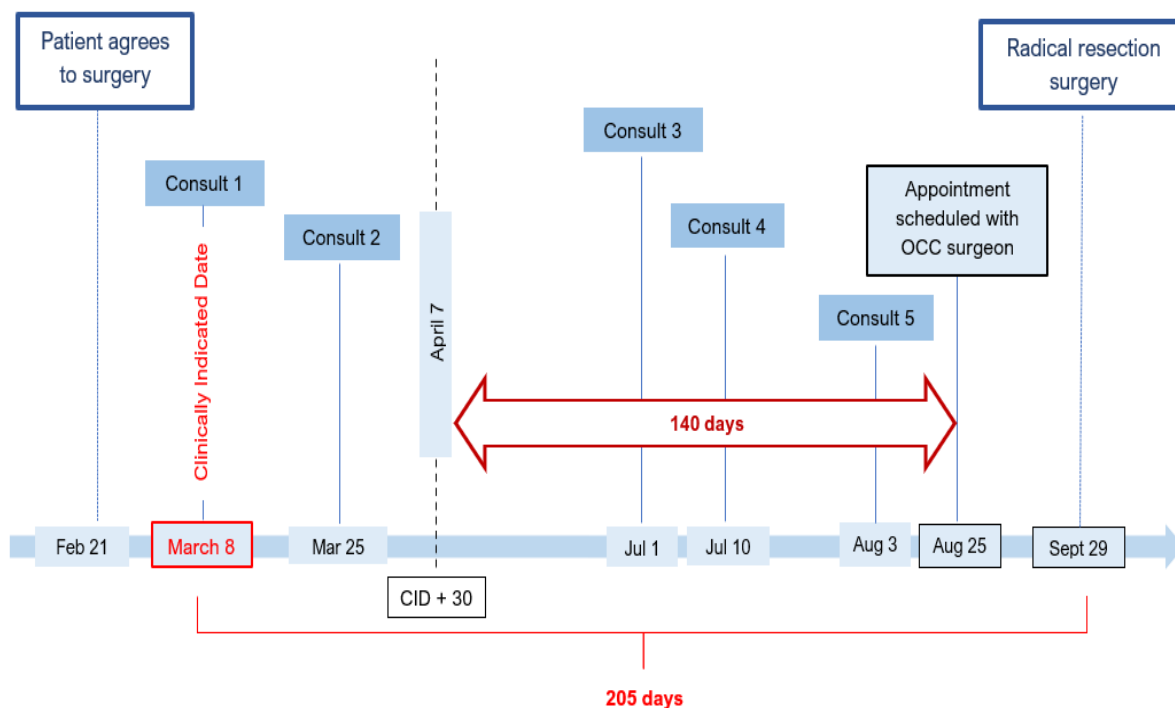 Patient agrees
to surgery
Radical resection
surgery
Consult 3
Consult 1
Appointment
scheduled with
OCC surgeon
Consult 4
Consult 2
Clinically Indicated Date
April 7
Consult 5
140 days
Feb 21
March 8
Mar 25
Jul 1
Jul 10
Aug 3
Aug 25
Sept 29
CID + 30
205 days